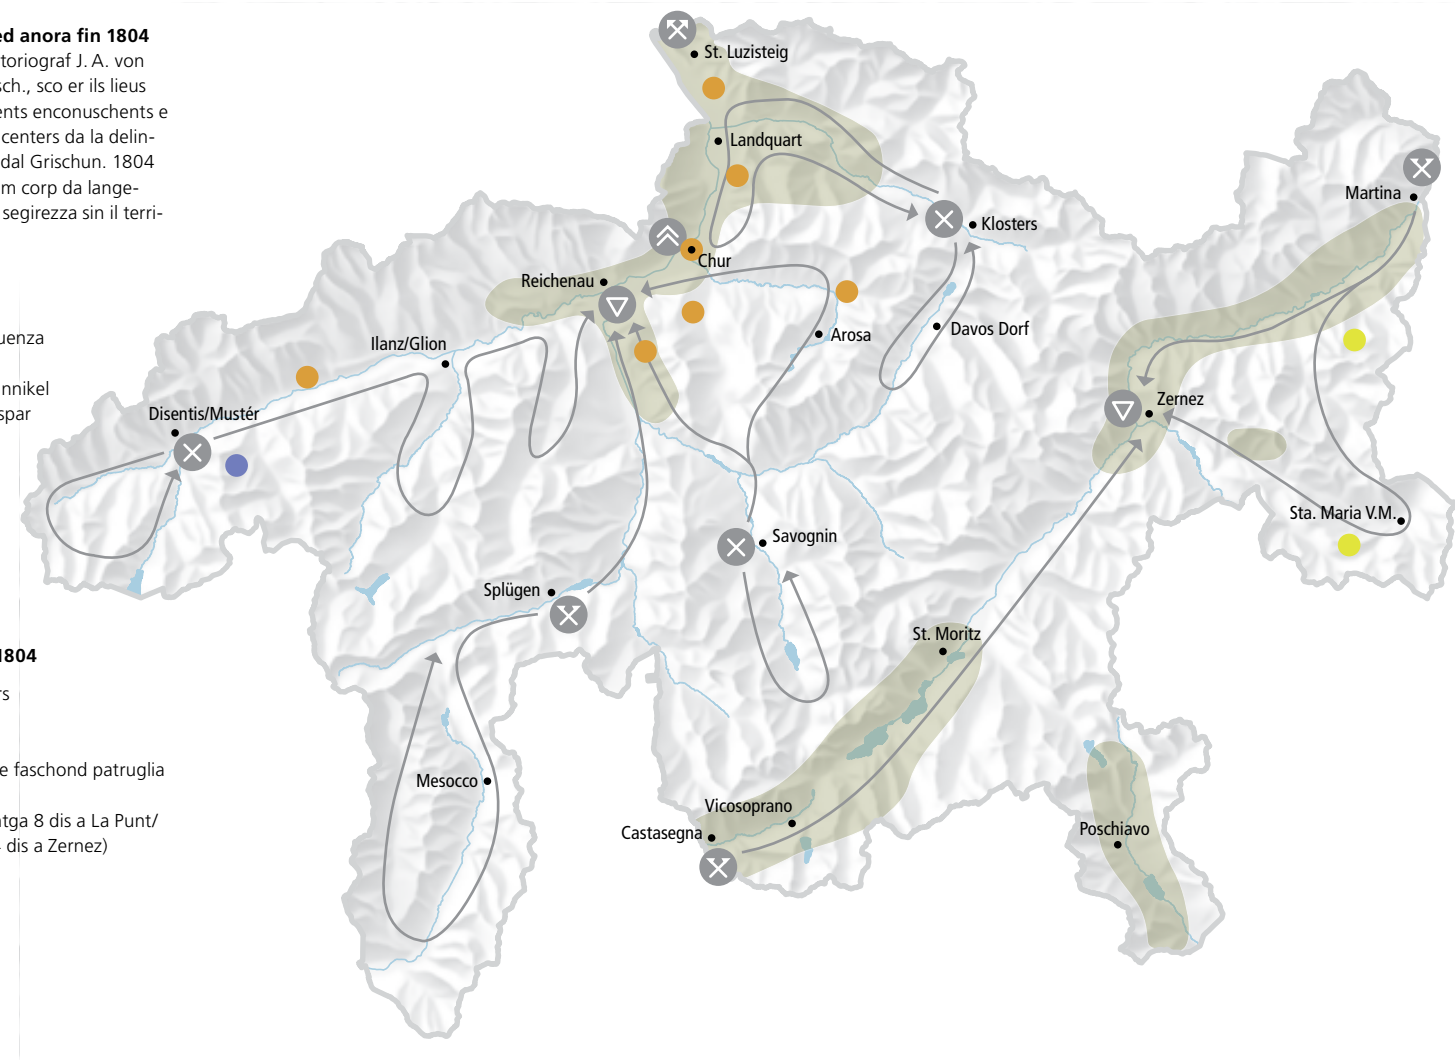 ed anora fin 1804
toriograf J. A. von
sch., sco er ils lieus
ents enconuschents e
centers da la delin-
dal Grischun. 1804
m corp da lange-
segirezza sin il terri-
uenza
nnikel
spar
1804
rs
e faschond patruglia
atga 8 dis a La Punt/
4 dis a Zernez)
St. Luzisteig
Landquart
Martina
Klosters
Chur
Reichenau
Arosa
Davos Dorf
Ilanz/Glion
Zernez
Disentis/Mustér
Sta. Maria V.M.
Savognin
Splügen
St. Moritz
Mesocco
Vicosoprano
Castasegna
Poschiavo